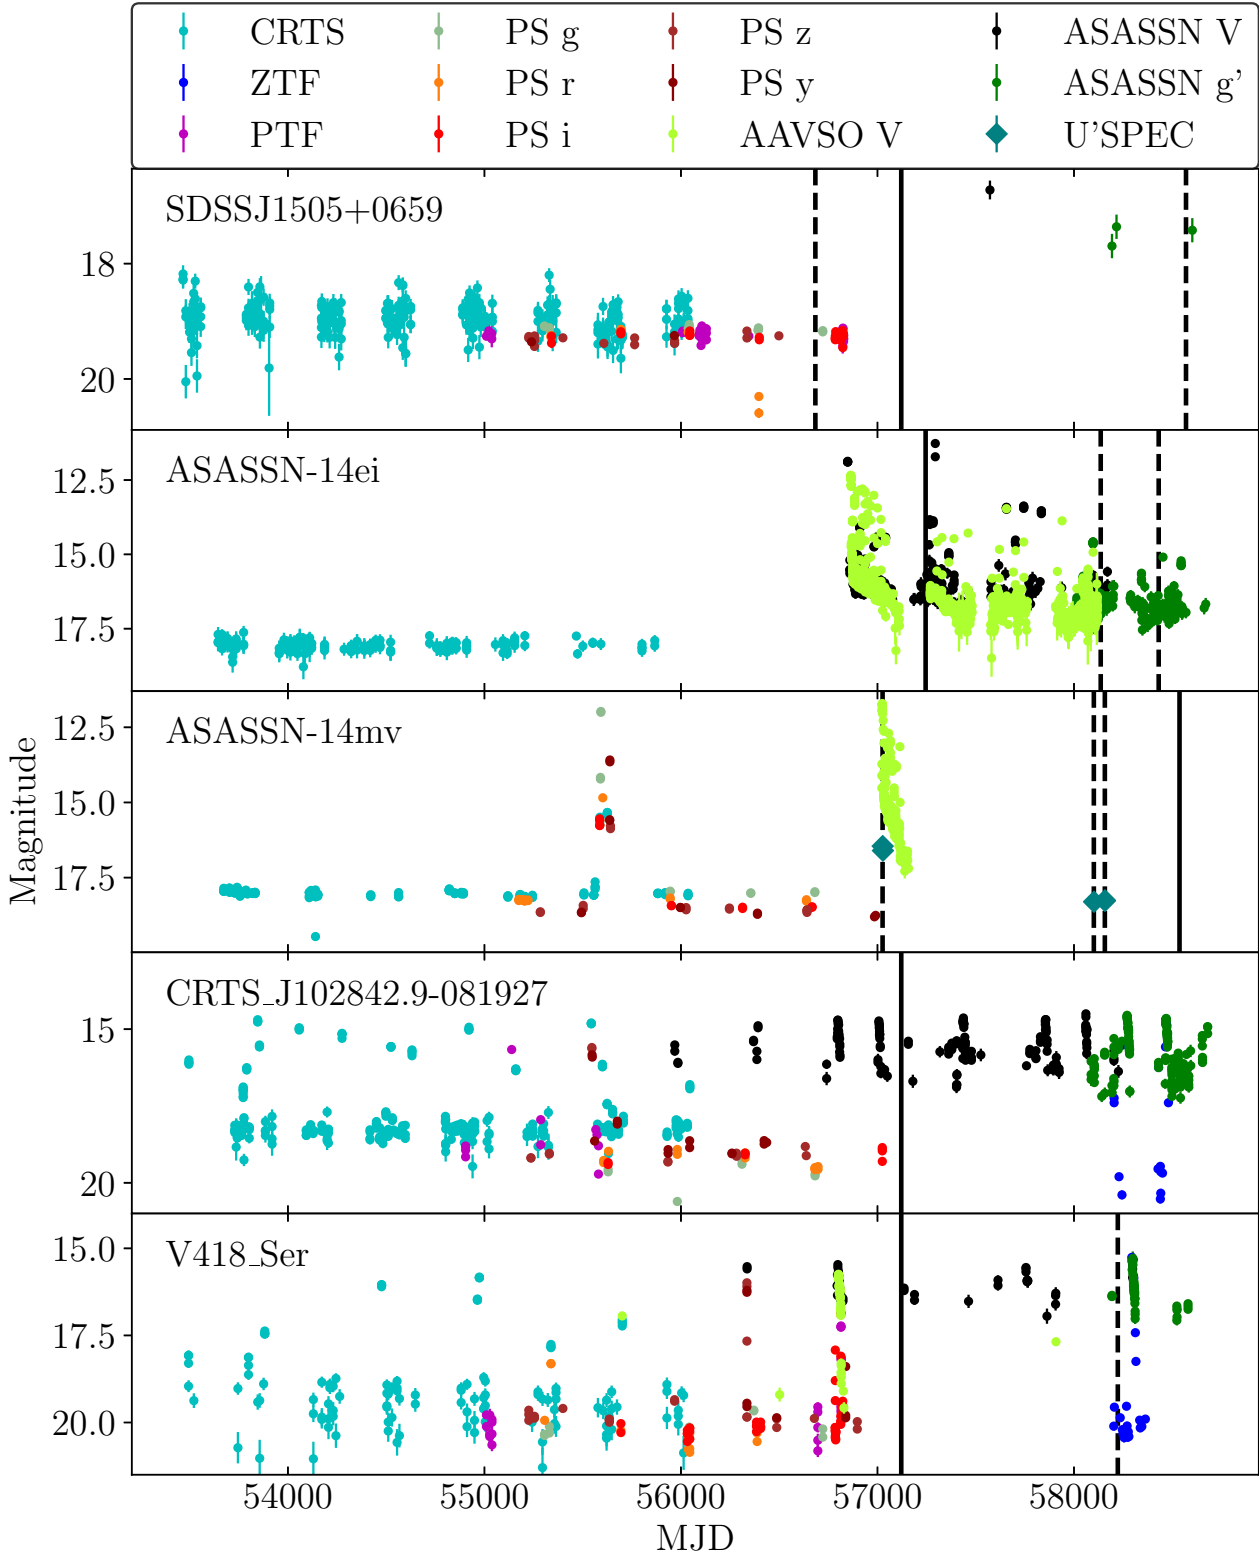 CRTS PS g PS z ASASSN V
ZTF PS r PS y ASASSN g'
PTF PS i AAVSO V U'SPEC
SDSSJ1505+0659
18
20
ASASSN-14ei
12.5
15.0
17.5
ASASSN-14mv
12.5
15.0
17.5
Magnitude
CRTS_J102842.9-081927
15
20
V418_Ser
15.0
17.5
20.0
54000 55000 56000 57000 58000
MJD